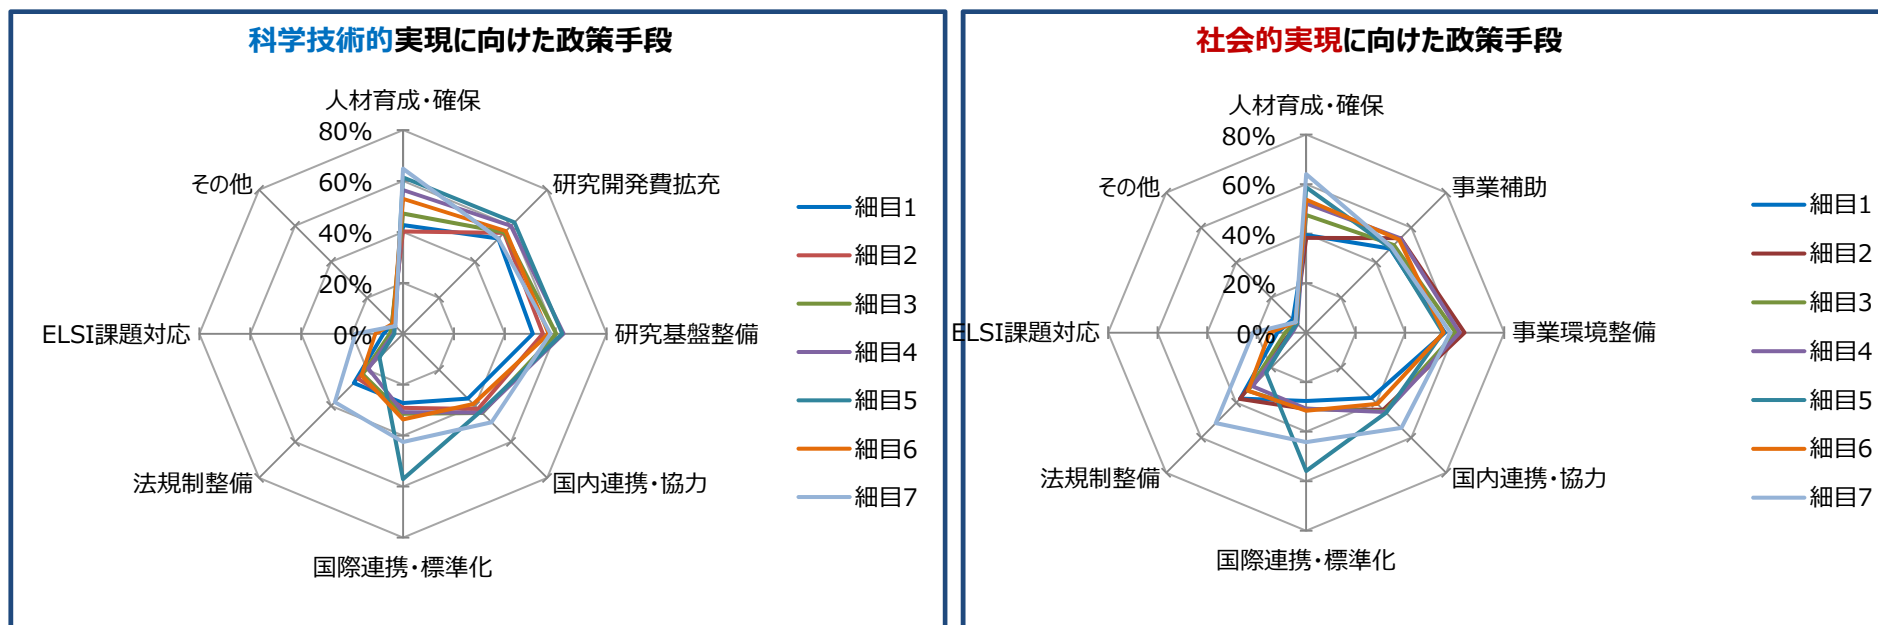 科学技術的実現に向けた政策手段
人材育成・確保
80%
60%
40%
20%
0%
研究開発費拡充
研究基盤整備
国内連携・協力
国際連携・標準化
法規制整備
ELSI課題対応
その他
細目1
細目2
細目3
細目4
細目5
細目6
細目7
社会的実現に向けた政策手段
人材育成・確保
80%
60%
40%
20%
0%
事業補助
事業環境整備
国内連携・協力
国際連携・標準化
法規制整備
ELSI課題対応
その他
細目1
細目2
細目3
細目4
細目5
細目6
細目7